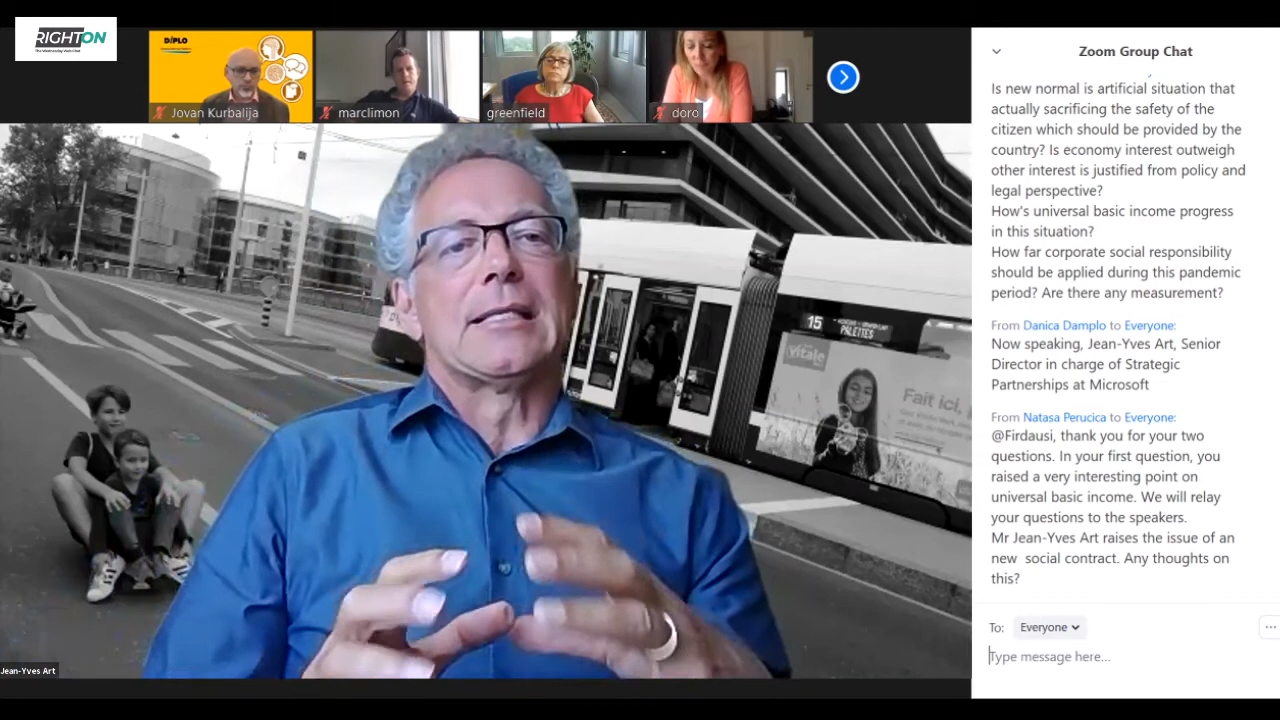 RIGHTON
The Wednesday Web Chat
DiPLO
Jovan Kurbalija
marclimon
greenfield
doro
15
PALETTES
Vitale
Fait ici,
Jean-Yves Art
Zoom Group Chat
Is new normal is artificial situation that
actually sacrificing the safety of the
citizen which should be provided by the
country? Is economy interest outweigh
other interest is justified from policy and
legal perspective?
How's universal basic income progress
in this situation?
How far corporate social responsibility
should be applied during this pandemic
period? Are there any measurement?
From Danica Damplo to Everyone:
Now speaking, Jean-Yves Art, Senior
Director in charge of Strategic
Partnerships at Microsoft
From Natasa Perucica to Everyone:
@Firdausi, thank you for your two
questions. In your first question, you
raised a very interesting point on
universal basic income. We will relay
your questions to the speakers.
Mr Jean-Yves Art raises the issue of an
new  social contract. Any thoughts on
this?
To: Everyone
Type message here...